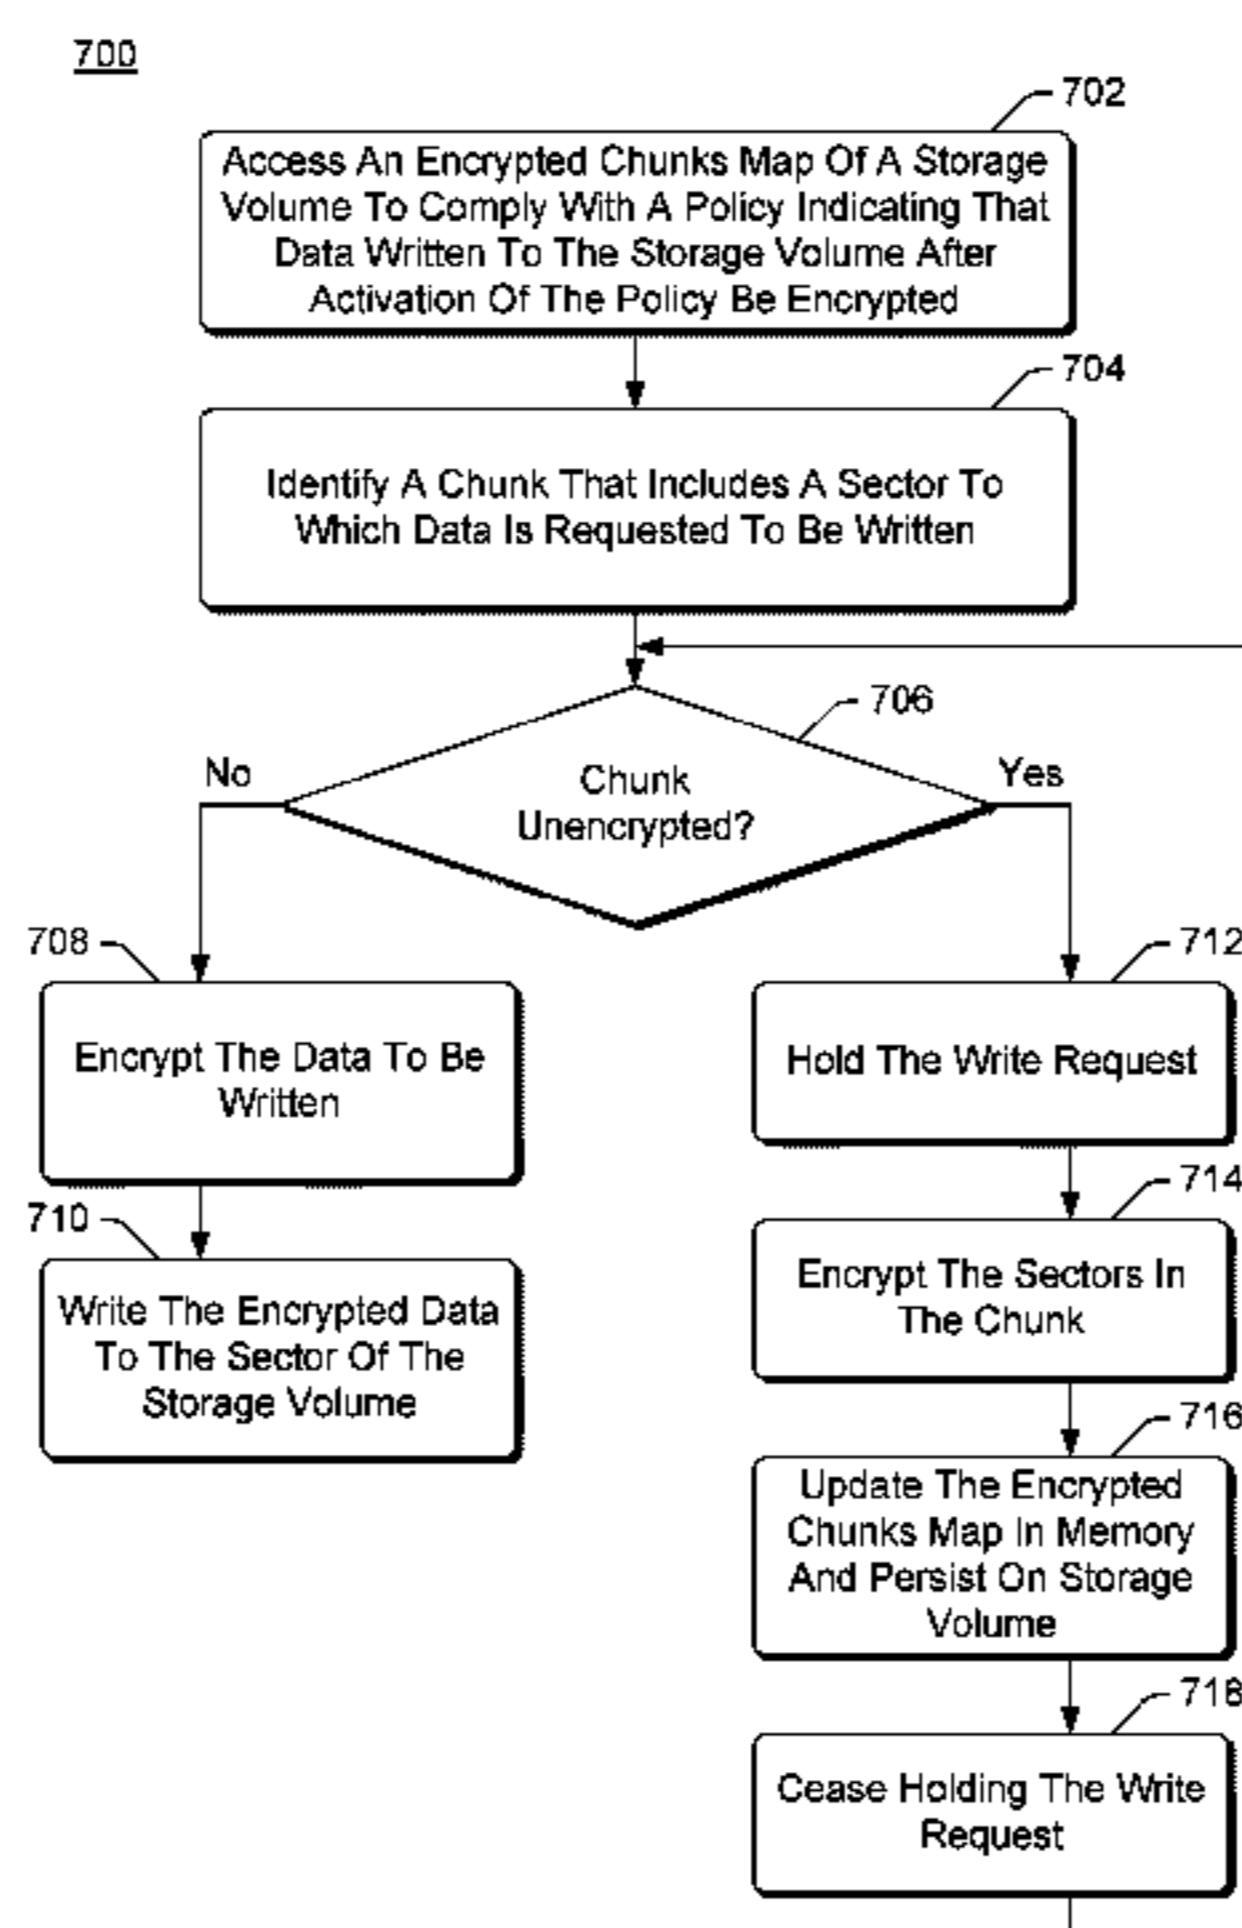 700
702
Access An Encrypted Chunks Map Of A Storage
Volume To Comply With A Policy Indicating That
Data Written To The Storage Volume After
Activation Of The Policy Be Encrypted
704
Identify A Chunk That Includes A Sector To
Which Data Is Requested To Be Written
706
No
Yes
Chunk
Unencrypted?
708
Encrypt The Data To Be
Written
710
Write The Encrypted Data
To The Sector Of The
Storage Volume
712
Hold The Write Request
714
Encrypt The Sectors In
The Chunk
716
Update The Encrypted
Chunks Map In Memory
And Persist On Storage
Volume
718
Cease Holding The Write
Request